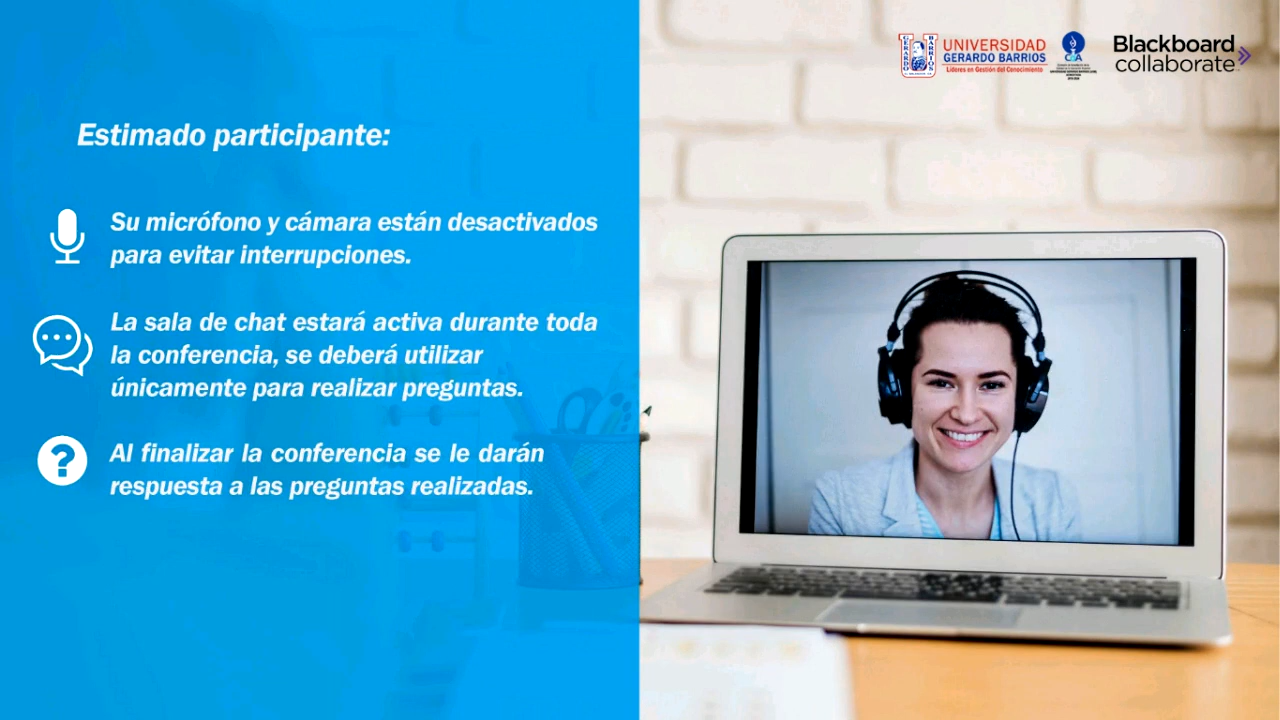 GERARDO
BARRIOS
UNIVERSIDAD
GERARDO BARRIOS
Líderes en Gestión del Conocimiento
Blackboard
collaborate
Estimado participante:
Su micrófono y cámara están desactivados
para evitar interrupciones.
La sala de chat estará activa durante toda
la conferencia, se deberá utilizar
únicamente para realizar preguntas.
Al finalizar la conferencia se le darán
respuesta a las preguntas realizadas.